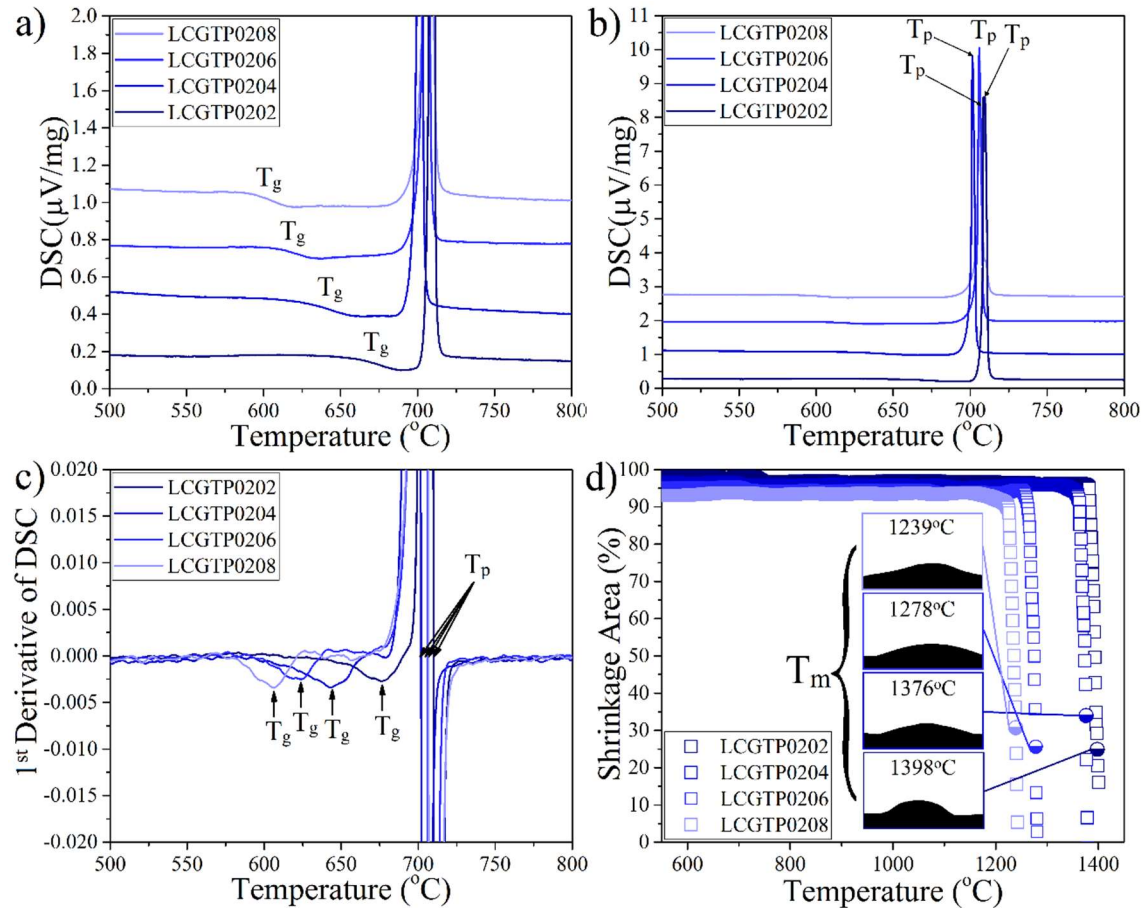 a)
2.0
1.8
1.6
1.4
1.2
1.0
0.8
0.6
0.4
0.2
0.0
DSC(μV/mg)
LCGTP0208
LCGTP0206
LCGTP0204
LCGTP0202
Tg
Tg
Tg
Tg
500 550 600 650 700 750 800
Temperature (°C)
b)
11
10
9
8
7
6
5
4
3
2
1
0
DSC(μV/mg)
LCGTP0208
LCGTP0206
LCGTP0204
LCGTP0202
Tp Tp Tp
Tp
500 550 600 650 700 750 800
Temperature (°C)
c)
0.020
0.015
0.010
0.005
0.000
-0.005
-0.010
-0.015
-0.020
1st Derivative of DSC
LCGTP0202
LCGTP0204
LCGTP0206
LCGTP0208
Tp
Tg Tg Tg Tg
500 550 600 650 700 750 800
Temperature (°C)
d)
100
90
80
70
60
50
40
30
20
10
0
Shrinkage Area (%)
1239°C
1278°C
1376°C
1398°C
Tm
LCGTP0202
LCGTP0204
LCGTP0206
LCGTP0208
600 800 1000 1200 1400
Temperature (°C)